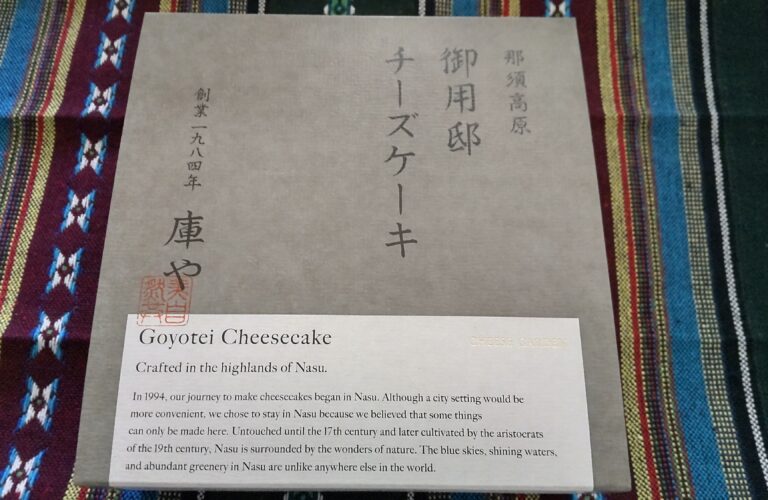 那須高原
御用邸
チーズケーキ
創業一九八四年
庫や
Goyotei Cheesecake
CHEESE GARDEN
Crafted in the highlands of Nasu.
In 1994, our journey to make cheesecakes began in Nasu. Although a city setting would be
more convenient, we chose to stay in Nasu because we believed that some things
can only be made here. Untouched until the 17th century and later cultivated by the aristocrats
of the 19th century, Nasu is surrounded by the wonders of nature. The blue skies, shining waters,
and abundant greenery in Nasu are unlike anywhere else in the world.